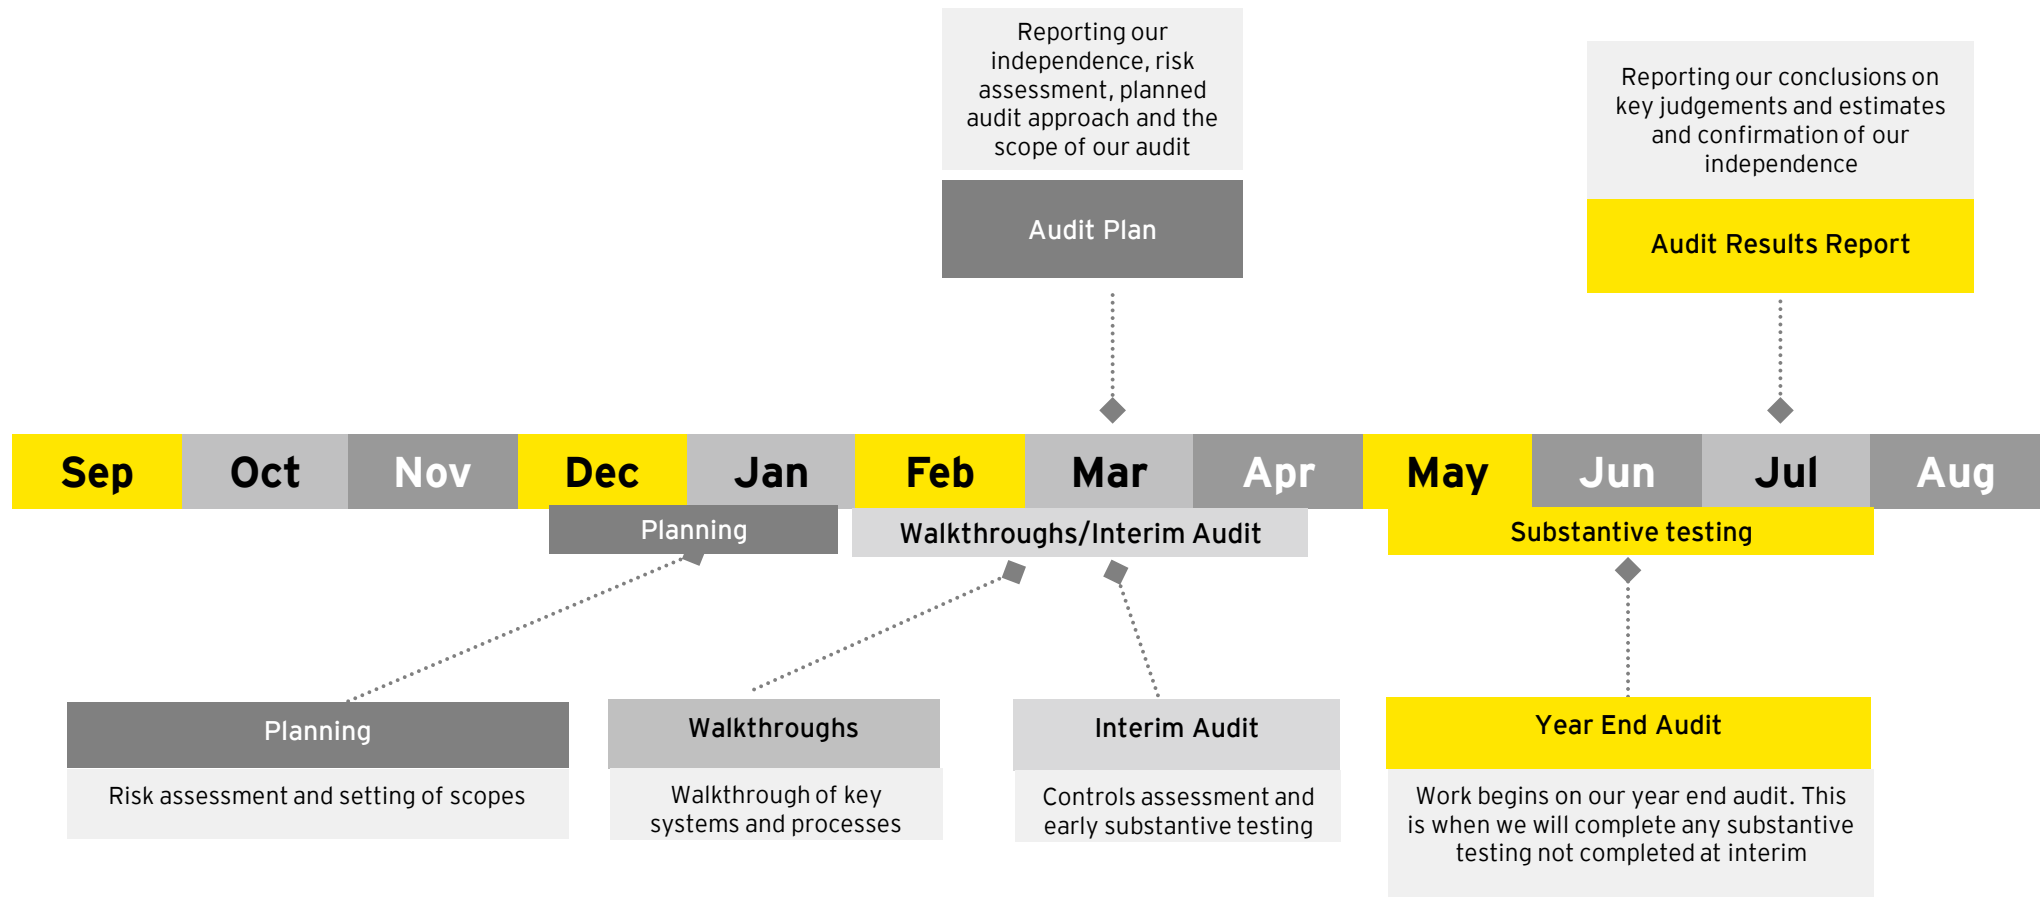 Reporting our
independence, risk
assessment, planned
audit approach and the
scope of our audit
Audit Plan
Reporting our conclusions on
key judgements and estimates
and confirmation of our
independence
Audit Results Report
Sep Oct Nov Dec Jan Feb Mar Apr May Jun Jul Aug
Planning
Walkthroughs/Interim Audit
Substantive testing
Planning
Risk assessment and setting of scopes
Walkthroughs
Walkthrough of key
systems and processes
Interim Audit
Controls assessment and
early substantive testing
Year End Audit
Work begins on our year end audit. This
is when we will complete any substantive
testing not completed at interim